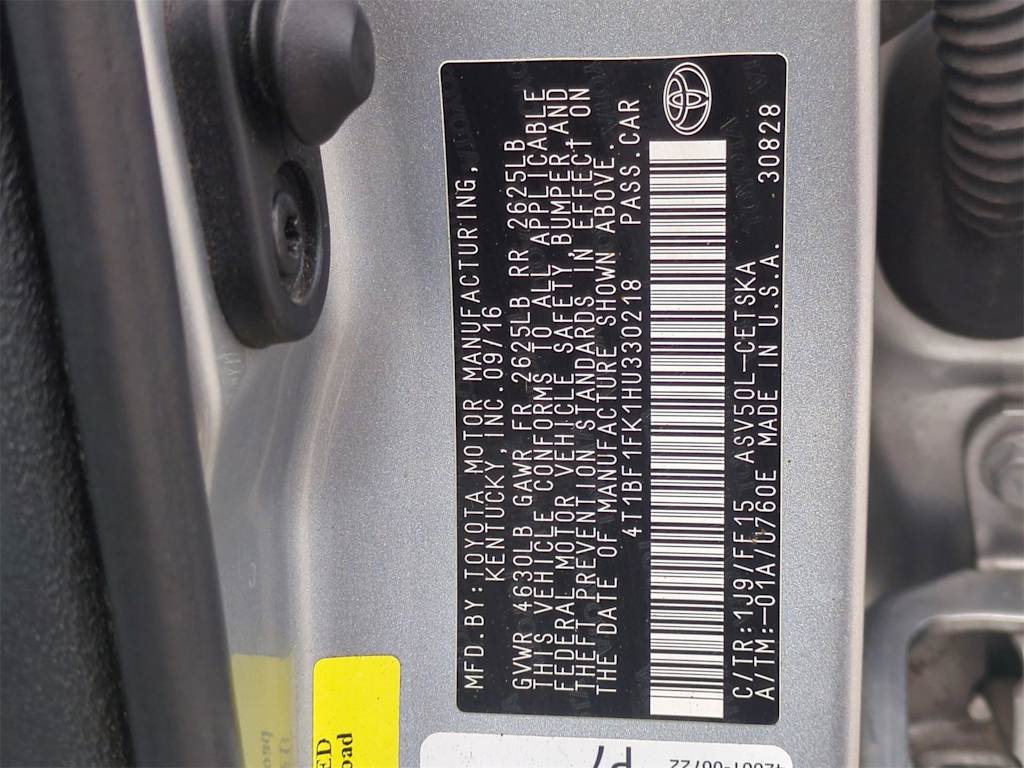 MFD.BY:TOYOTA MOTOR MANUFACTURING,
KENTUCKY, INC. 09/16
GVWR 4630LB GAWR FR 2625LB RR 2625LB
THIS VEHICLE CONFORMS TO ALL APPLICABLE
FEDERAL MOTOR VEHICLE SAFETY, BUMPER, AND
THEFT PREVENTION STANDARDS IN EFFECT ON
THE DATE OF MANUFACTURE SHOWN ABOVE.
4T1BF1FK1HU330218 PASS.CAR
C/TR:1J9/FF15 ASV50L-CETSKA
A/TM:-01A/U760E MADE IN U.S.A. 30828
ED
oad